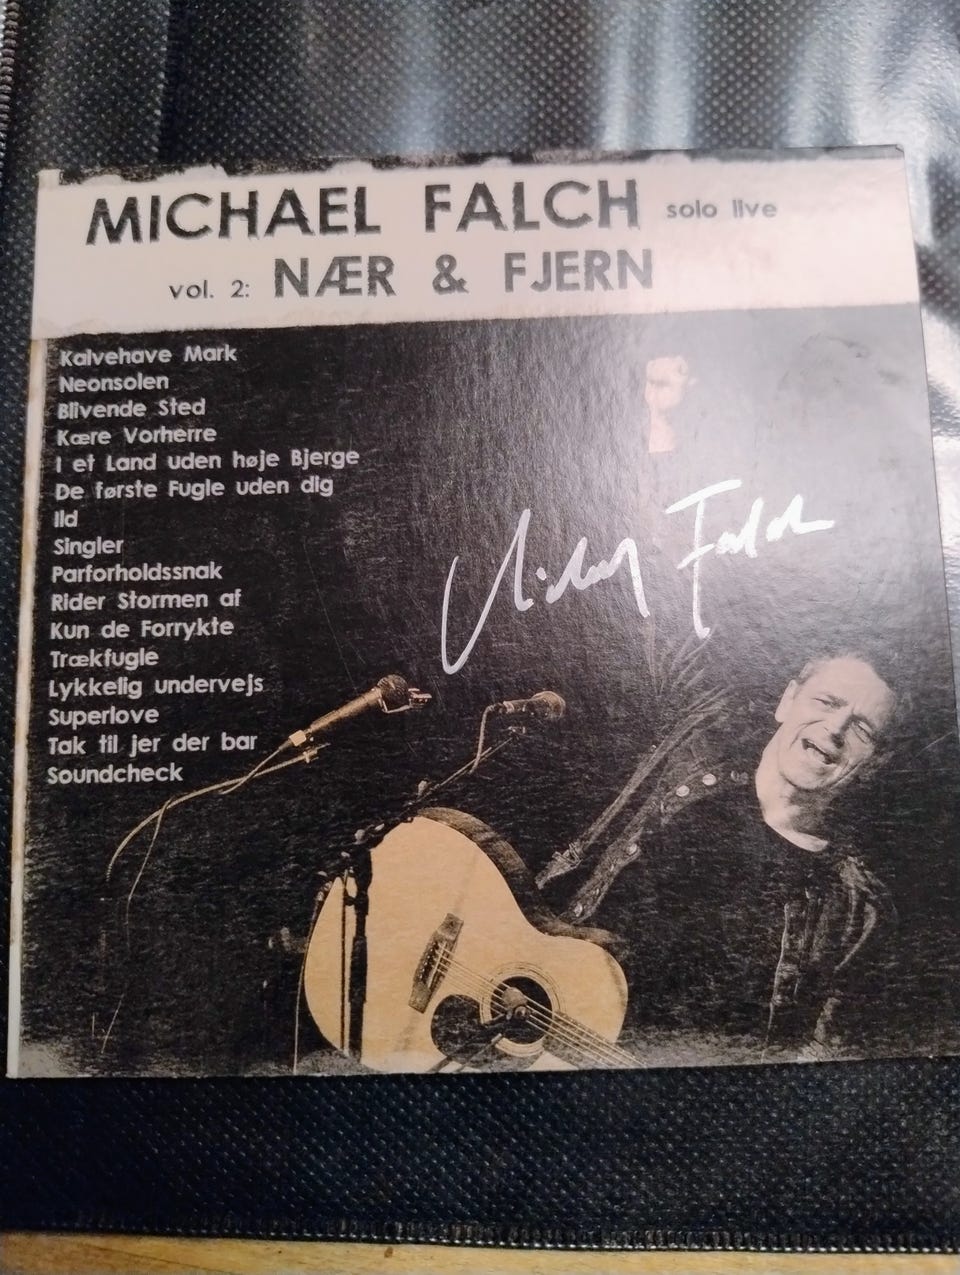 MICHAEL FALCH solo live
vol. 2: NÆR & FJERN
Kalvehave Mark
Neonsolen
Blivende Sted
Kære Vorherre
I et Land uden høje Bjerge
De første Fugle uden dig
Ild
Singler
Parforholdssnak
Rider Stormen af
Kun de Forrykte
Trækfugle
Lykkelig undervejs
Superlove
Tak til jer der bar
Soundcheck
Michael Falch